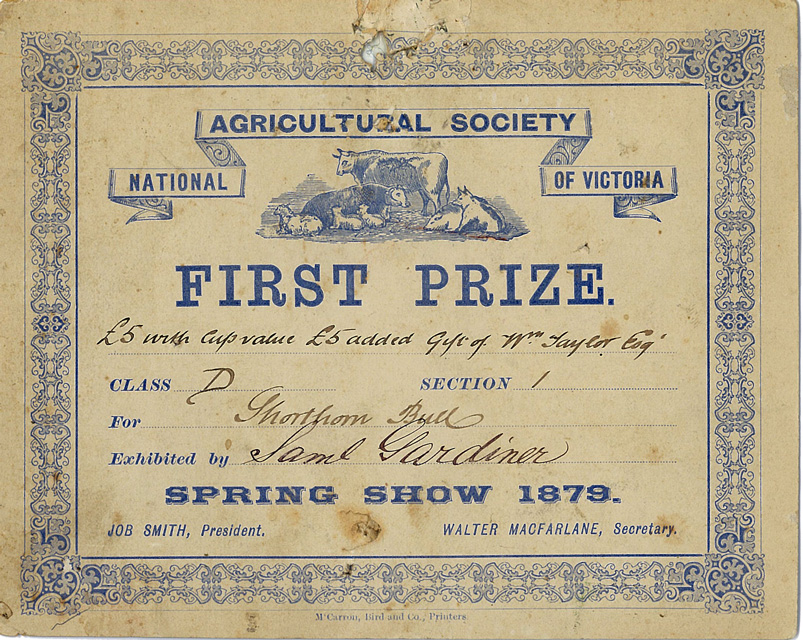 AGRICULTURAL SOCIETY
NATIONAL OF VICTORIA
FIRST PRIZE.
£5 with Cup value £5 added Gift of Wm Taylor Esqr
CLASS D SECTION 1
For Shorthorn Bull
Exhibited by Saml Gardiner
SPRING SHOW 1879.
JOB SMITH, President. WALTER MACFARLANE, Secretary.
McCarron, Bird and Co., Printers